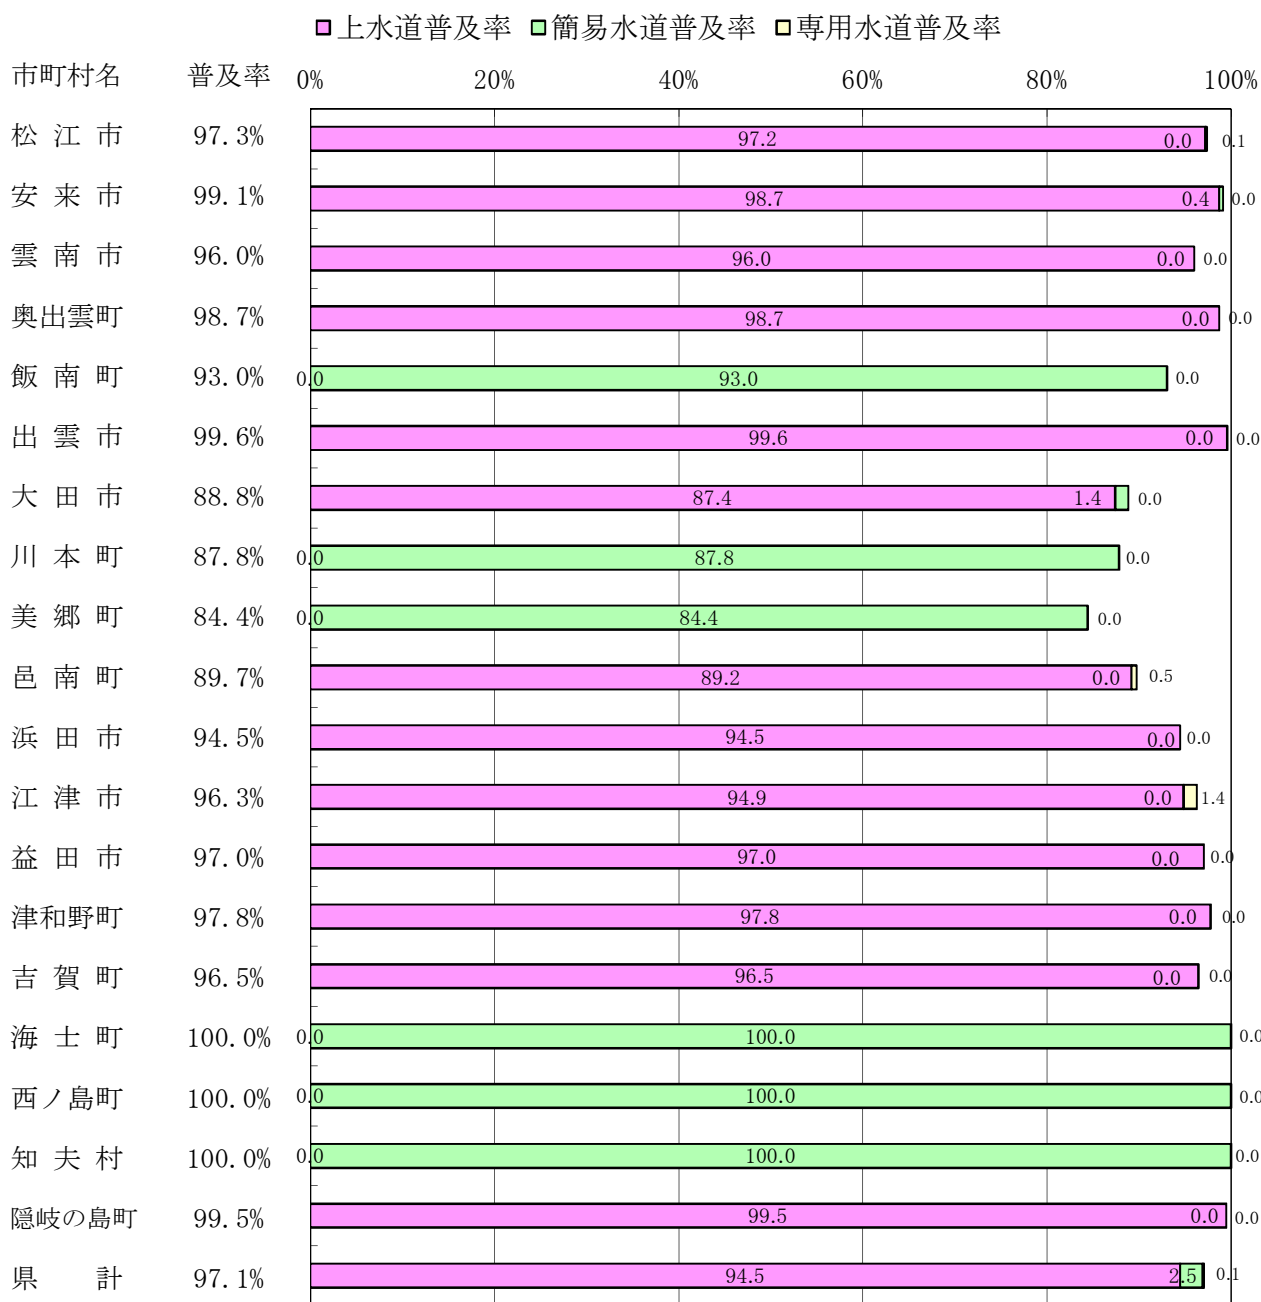 上水道普及率 簡易水道普及率 専用水道普及率
市町村名 普及率 0% 20% 40% 60% 80% 100%
松江市 97.3% 97.2 0.0 0.1
安来市 99.1% 98.7 0.4 0.0
雲南市 96.0% 96.0 0.0 0.0
奥出雲町 98.7% 98.7 0.0 0.0
飯南町 93.0% 0.0 93.0 0.0
出雲市 99.6% 99.6 0.0 0.0
大田市 88.8% 87.4 1.4 0.0
川本町 87.8% 0.0 87.8 0.0
美郷町 84.4% 0.0 84.4 0.0
邑南町 89.7% 89.2 0.0 0.5
浜田市 94.5% 94.5 0.0 0.0
江津市 96.3% 94.9 0.0 1.4
益田市 97.0% 97.0 0.0 0.0
津和野町 97.8% 97.8 0.0 0.0
吉賀町 96.5% 96.5 0.0 0.0
海士町 100.0% 0.0 100.0 0.0
西ノ島町 100.0% 0.0 100.0 0.0
知夫村 100.0% 0.0 100.0 0.0
隠岐の島町 99.5% 99.5 0.0 0.0
県計 97.1% 94.5 2.5 0.1